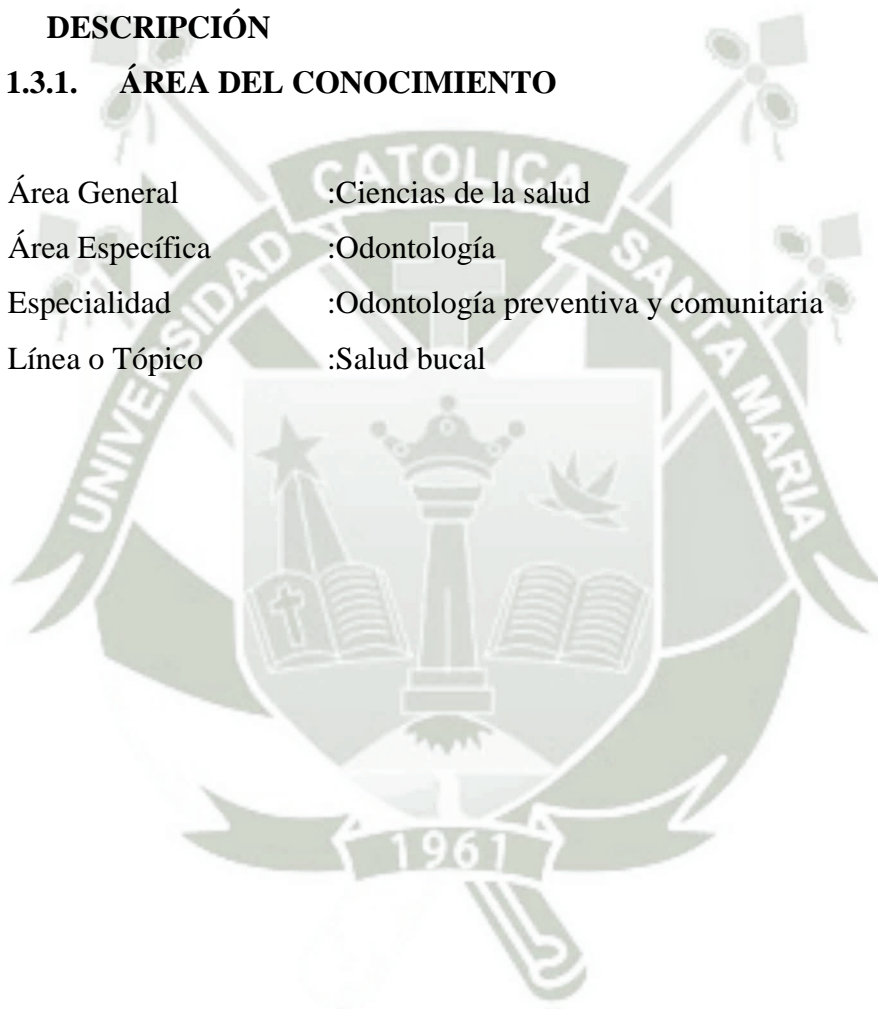 DESCRIPCIÓN
1.3.1. ÁREA DEL CONOCIMIENTO
Área General :Ciencias de la salud
Área Específica :Odontología
Especialidad :Odontología preventiva y comunitaria
Línea o Tópico :Salud bucal
UNIVERSIDAD CATOLICA SANTA MARIA
1961